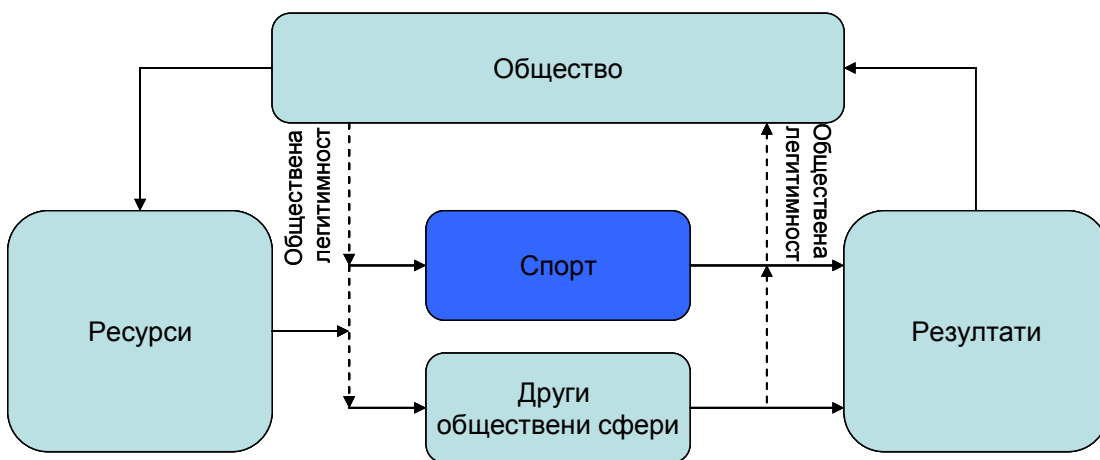 Общество
Обществена
легитимност
Обществена
легитимност
Спорт
Ресурси
Резултати
Други
обществени сфери